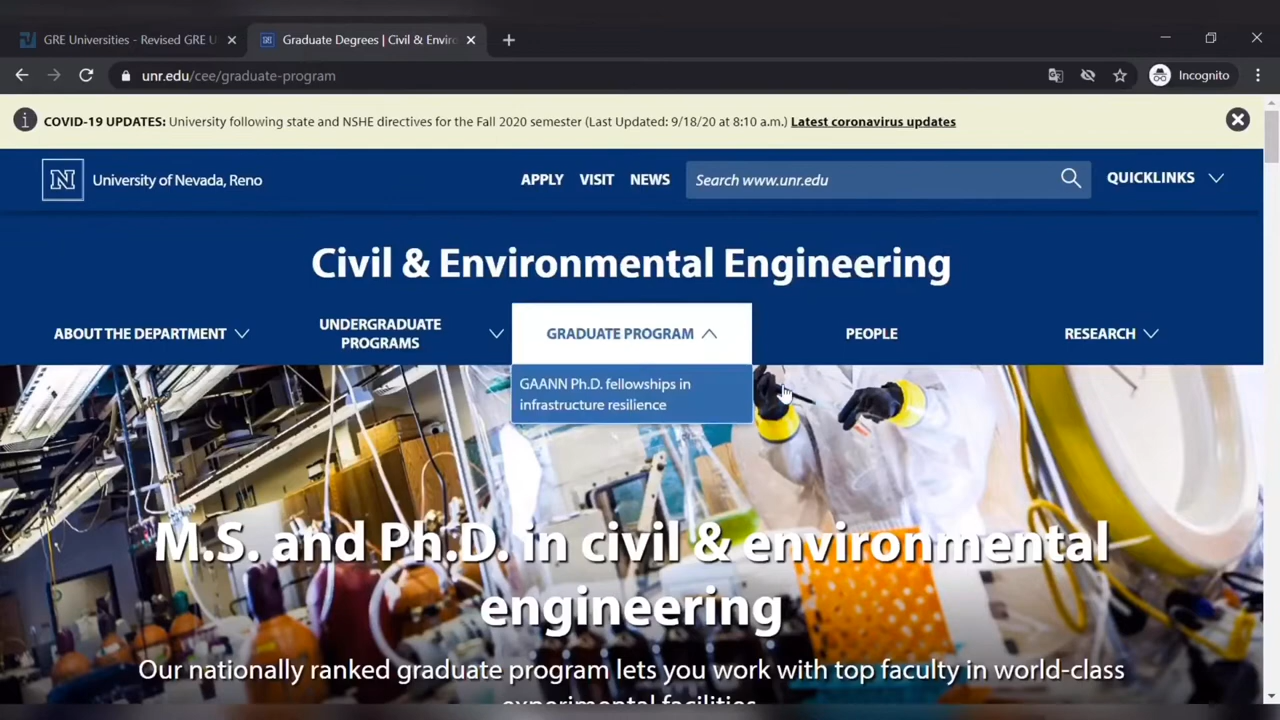 GRE Universities - Revised GRE U
Graduate Degrees | Civil & Enviro
unr.edu/cee/graduate-program
Incognito
COVID-19 UPDATES: University following state and NSHE directives for the Fall 2020 semester (Last Updated: 9/18/20 at 8:10 a.m.) Latest coronavirus updates
N University of Nevada, Reno
APPLY VISIT NEWS
Search www.unr.edu
QUICKLINKS
Civil & Environmental Engineering
ABOUT THE DEPARTMENT
UNDERGRADUATE
PROGRAMS
GRADUATE PROGRAM
PEOPLE
RESEARCH
GAANN Ph.D. fellowships in
infrastructure resilience
M.S. and Ph.D. in civil & environmental
engineering
Our nationally ranked graduate program lets you work with top faculty in world-class
experimental facilities.